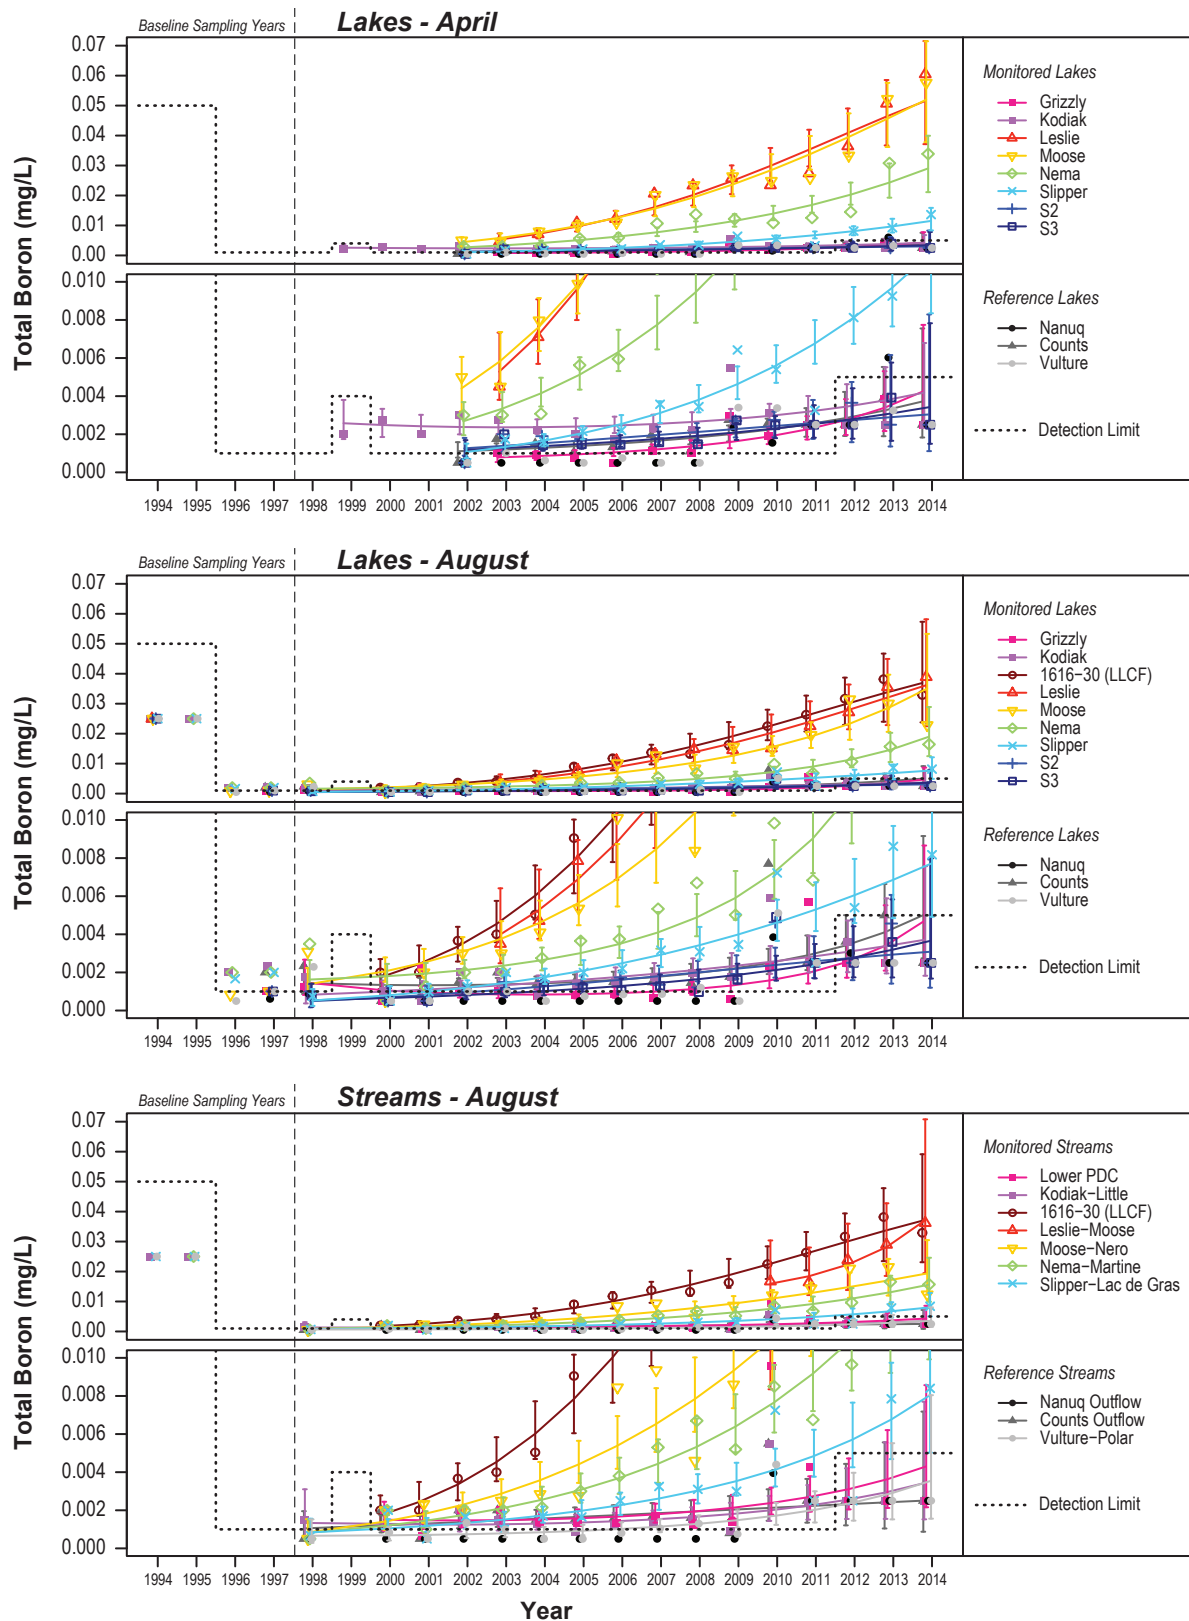 Baseline Sampling Years
Lakes - April
Total Boron (mg/L)
0.07
0.06
0.05
0.04
0.03
0.02
0.01
0.00
0.010
0.008
0.006
0.004
0.002
0.000
1994 1995 1996 1997 1998 1999 2000 2001 2002 2003 2004 2005 2006 2007 2008 2009 2010 2011 2012 2013 2014
Monitored Lakes
Grizzly
Kodiak
Leslie
Moose
Nema
Slipper
S2
S3
Reference Lakes
Nanuq
Counts
Vulture
Detection Limit
Baseline Sampling Years
Lakes - August
Total Boron (mg/L)
0.07
0.06
0.05
0.04
0.03
0.02
0.01
0.00
0.010
0.008
0.006
0.004
0.002
0.000
1994 1995 1996 1997 1998 1999 2000 2001 2002 2003 2004 2005 2006 2007 2008 2009 2010 2011 2012 2013 2014
Monitored Lakes
Grizzly
Kodiak
1616-30 (LLCF)
Leslie
Moose
Nema
Slipper
S2
S3
Reference Lakes
Nanuq
Counts
Vulture
Detection Limit
Baseline Sampling Years
Streams - August
Total Boron (mg/L)
0.07
0.06
0.05
0.04
0.03
0.02
0.01
0.00
0.010
0.008
0.006
0.004
0.002
0.000
1994 1995 1996 1997 1998 1999 2000 2001 2002 2003 2004 2005 2006 2007 2008 2009 2010 2011 2012 2013 2014
Year
Monitored Streams
Lower PDC
Kodiak-Little
1616-30 (LLCF)
Leslie-Moose
Moose-Nero
Nema-Martine
Slipper-Lac de Gras
Reference Streams
Nanuq Outflow
Counts Outflow
Vulture-Polar
Detection Limit